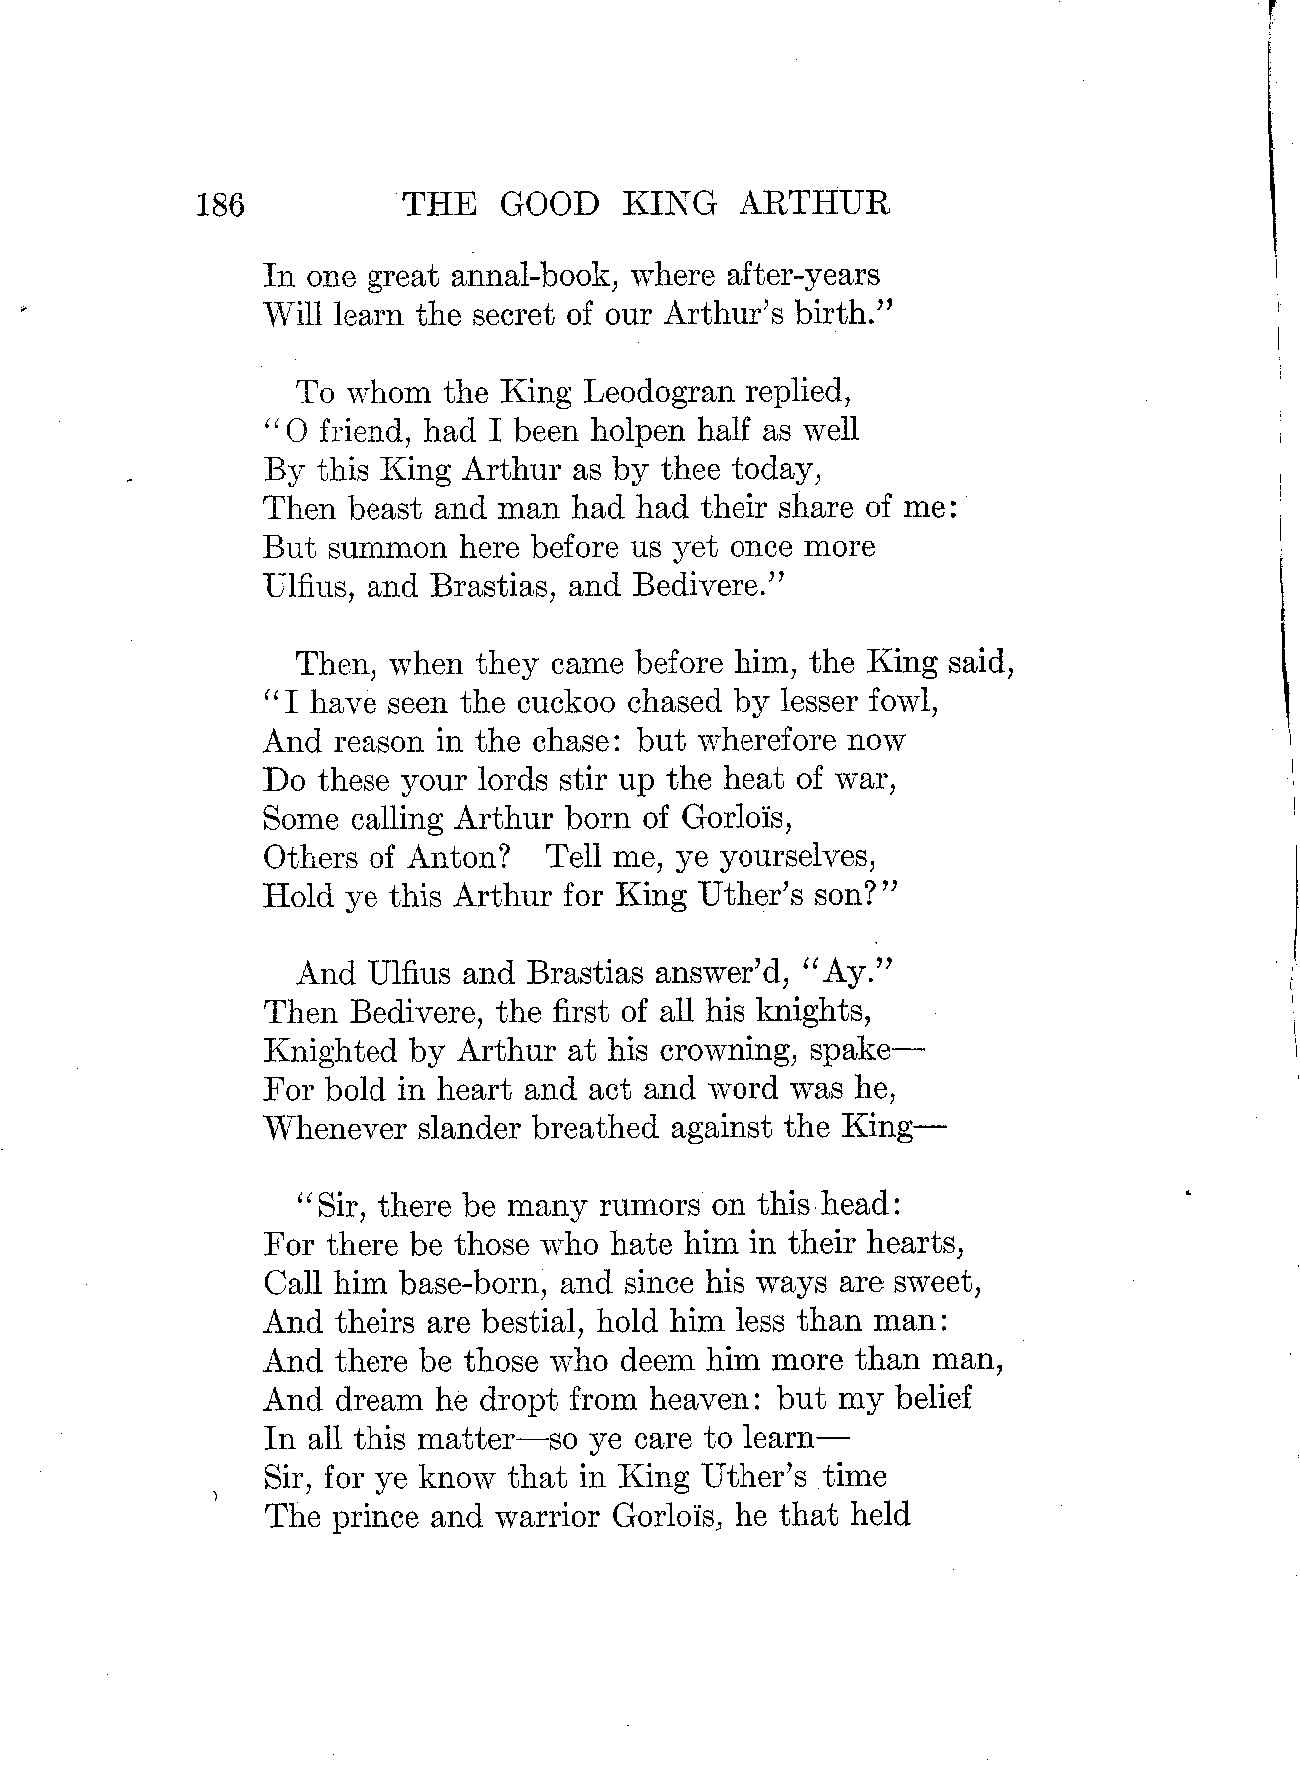 186 THE GOOD KING ARTHUR
In one great annal-book, where after-years
Will learn the secret of our Arthur's birth."
To whom the King Leodogran replied,
"O friend, had I been holpen half as well
By this King Arthur as by thee today,
Then beast and man had had their share of me:
But summon here before us yet once more
Ulfius, and Brastias, and Bedivere."
Then, when they came before him, the King said,
"I have seen the cuckoo chased by lesser fowl,
And reason in the chase: but wherefore now
Do these your lords stir up the heat of war,
Some calling Arthur born of Gorloïs,
Others of Anton? Tell me, ye yourselves,
Hold ye this Arthur for King Uther's son?"
And Ulfius and Brastias answer'd, "Ay."
Then Bedivere, the first of all his knights,
Knighted by Arthur at his crowning, spake—
For bold in heart and act and word was he,
Whenever slander breathed against the King—
"Sir, there be many rumors on this head:
For there be those who hate him in their hearts,
Call him base-born, and since his ways are sweet,
And theirs are bestial, hold him less than man:
And there be those who deem him more than man,
And dream he dropt from heaven: but my belief
In all this matter—so ye care to learn—
Sir, for ye know that in King Uther's time
The prince and warrior Gorloïs, he that held